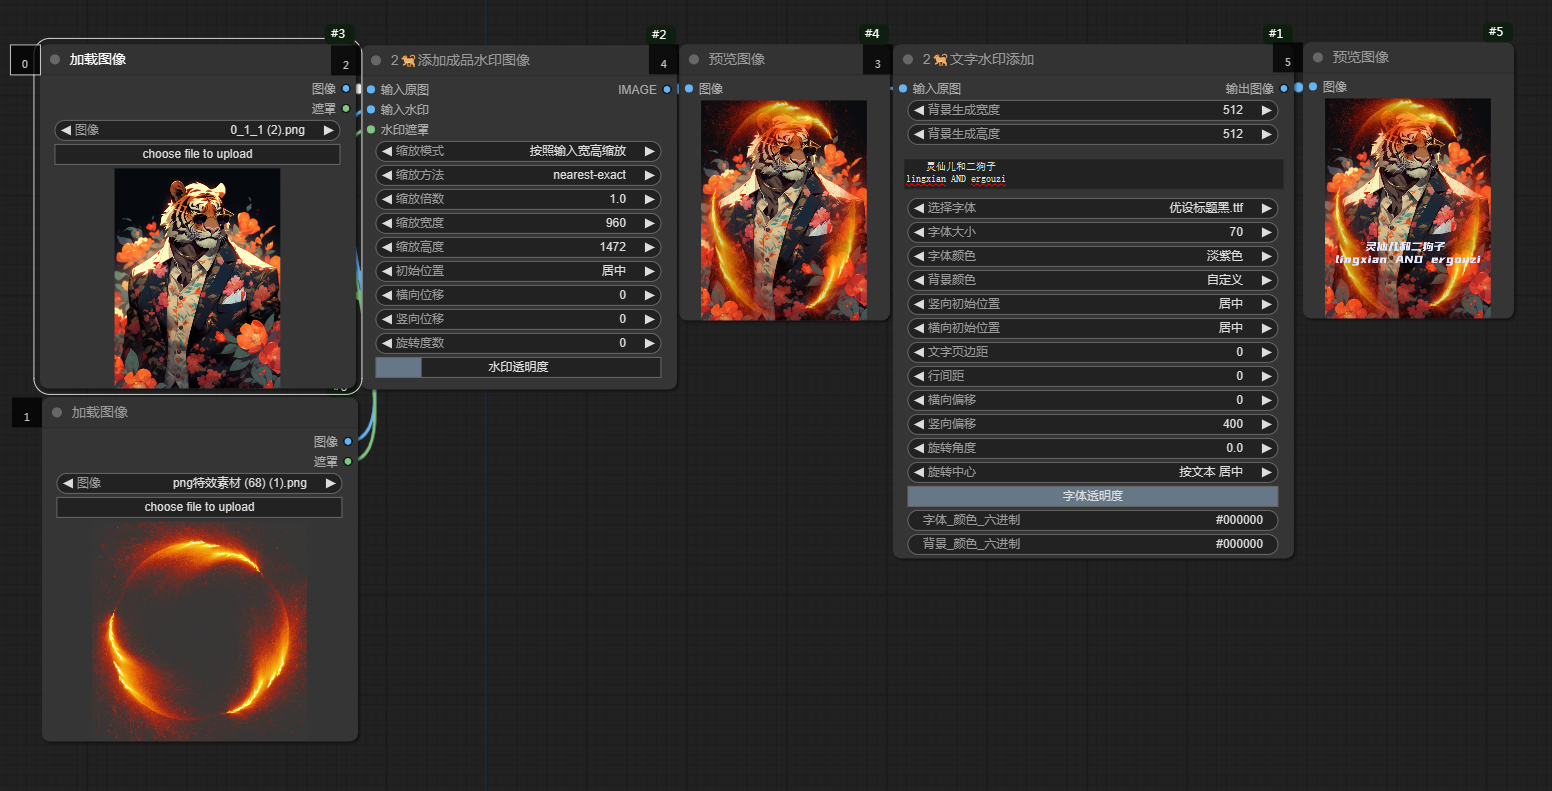 #3
0
加载图像
2
图像
遮罩
图像
0_1_1 (2).png
choose file to upload
1
加载图像
图像
遮罩
图像
png特效素材 (68) (1).png
choose file to upload
#2
2🐕添加成品水印图像
4
输入原图
IMAGE
输入水印
水印遮罩
缩放模式
按照输入宽高缩放
缩放方法
nearest-exact
缩放倍数
1.0
缩放宽度
960
缩放高度
1472
初始位置
居中
横向位移
0
竖向位移
0
旋转度数
0
水印透明度
#4
预览图像
3
图像
#1
2🐕文字水印添加
5
输入原图
输出图像
背景生成宽度
512
背景生成高度
512
灵仙儿和二狗子
lingxian AND ergouzi
选择字体
优设标题黑.ttf
字体大小
70
字体颜色
淡紫色
背景颜色
自定义
竖向初始位置
居中
横向初始位置
居中
文字页边距
0
行间距
0
横向偏移
0
竖向偏移
400
旋转角度
0.0
旋转中心
按文本 居中
字体透明度
字体_颜色_六进制
#000000
背景_颜色_六进制
#000000
#5
预览图像
图像
灵仙儿和二狗子
lingxian AND ergouzi